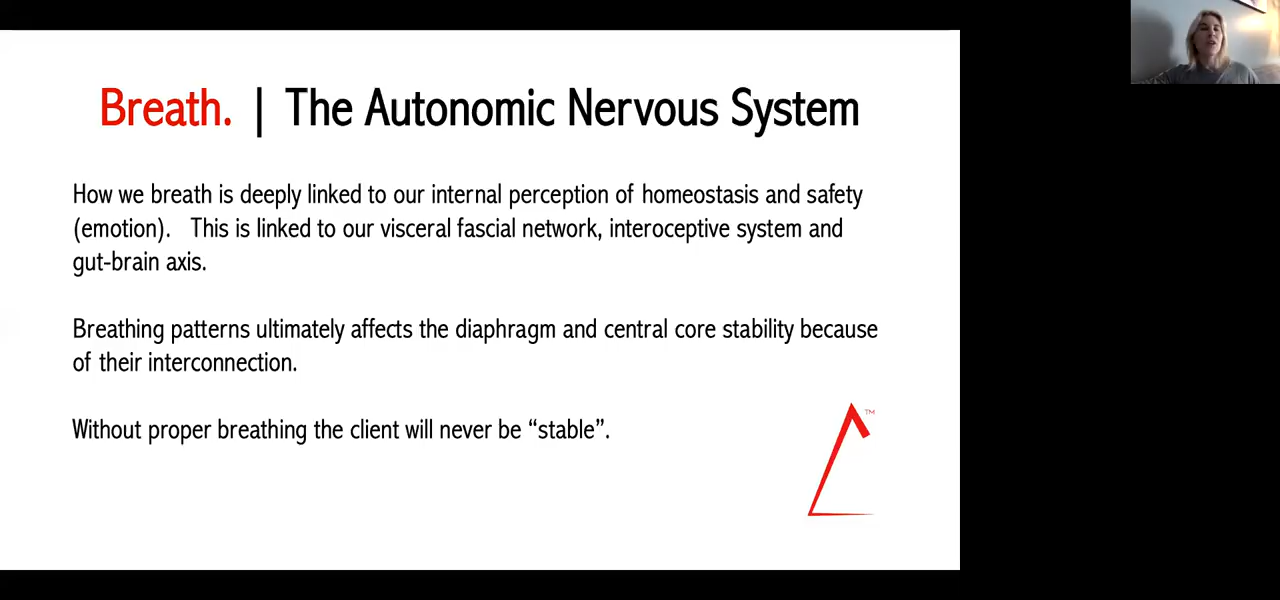 Breath. | The Autonomic Nervous System
How we breath is deeply linked to our internal perception of homeostasis and safety
(emotion). This is linked to our visceral fascial network, interoceptive system and
gut-brain axis.
Breathing patterns ultimately affects the diaphragm and central core stability because
of their interconnection.
Without proper breathing the client will never be “stable”.
TM